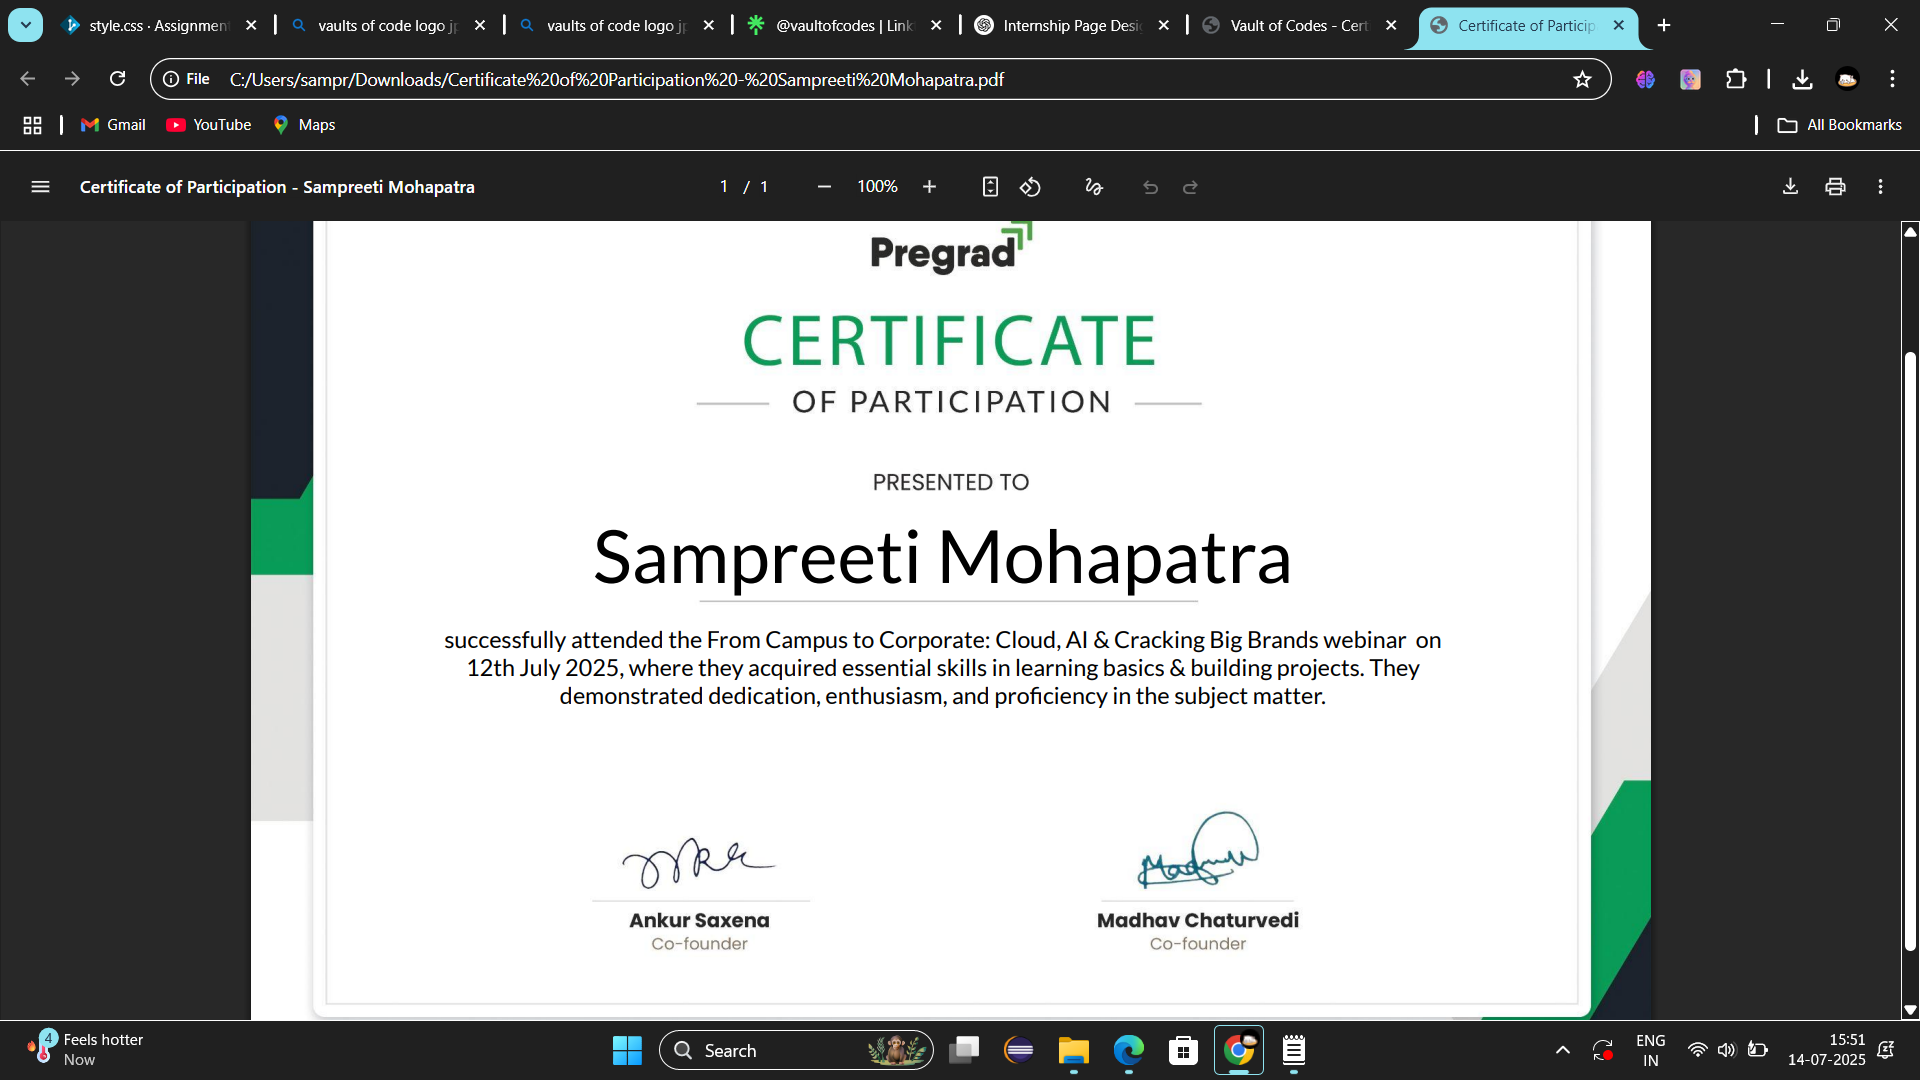 style.css · Assignmen
vaults of code logo j
vaults of code logo j
@vaultofcodes | Link
Internship Page Desi
Vault of Codes - Cert
Certificate of Particip
File
C:/Users/sampr/Downloads/Certificate%20of%20Participation%20-%20Sampreeti%20Mohapatra.pdf
Gmail
YouTube
Maps
All Bookmarks
Certificate of Participation - Sampreeti Mohapatra
1 / 1
100%
Pregrad
CERTIFICATE
OF PARTICIPATION
PRESENTED TO
Sampreeti Mohapatra
successfully attended the From Campus to Corporate: Cloud, AI & Cracking Big Brands webinar on
12th July 2025, where they acquired essential skills in learning basics & building projects. They
demonstrated dedication, enthusiasm, and proficiency in the subject matter.
Ankur Saxena
Co-founder
Madhav Chaturvedi
Co-founder
4
Feels hotter
Now
Search
ENG
IN
15:51
14-07-2025